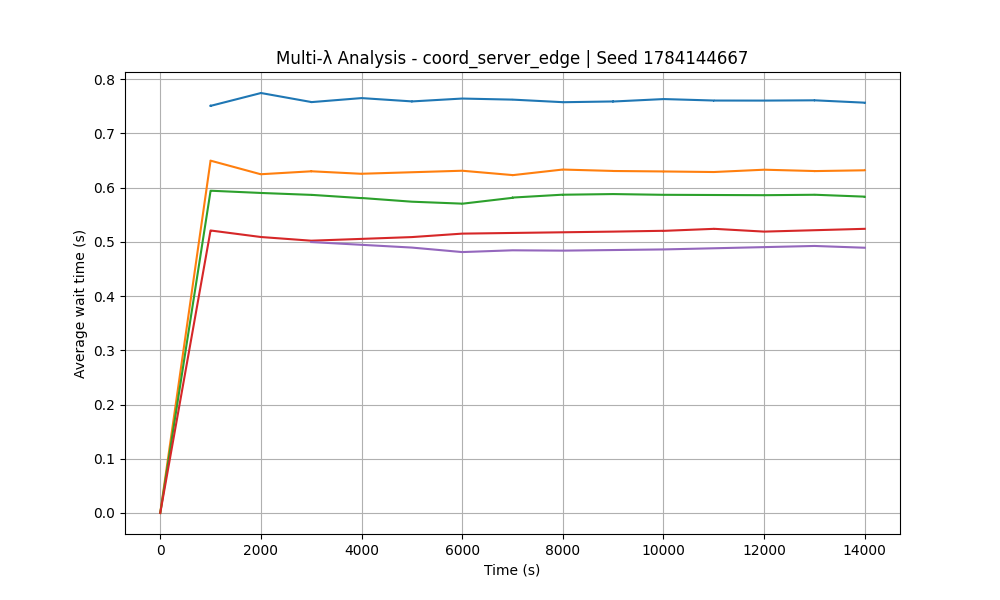 Multi-λ Analysis - coord_server_edge | Seed 1784144667
Average wait time (s)
0.8
0.7
0.6
0.5
0.4
0.3
0.2
0.1
0.0
0 2000 4000 6000 8000 10000 12000 14000
Time (s)